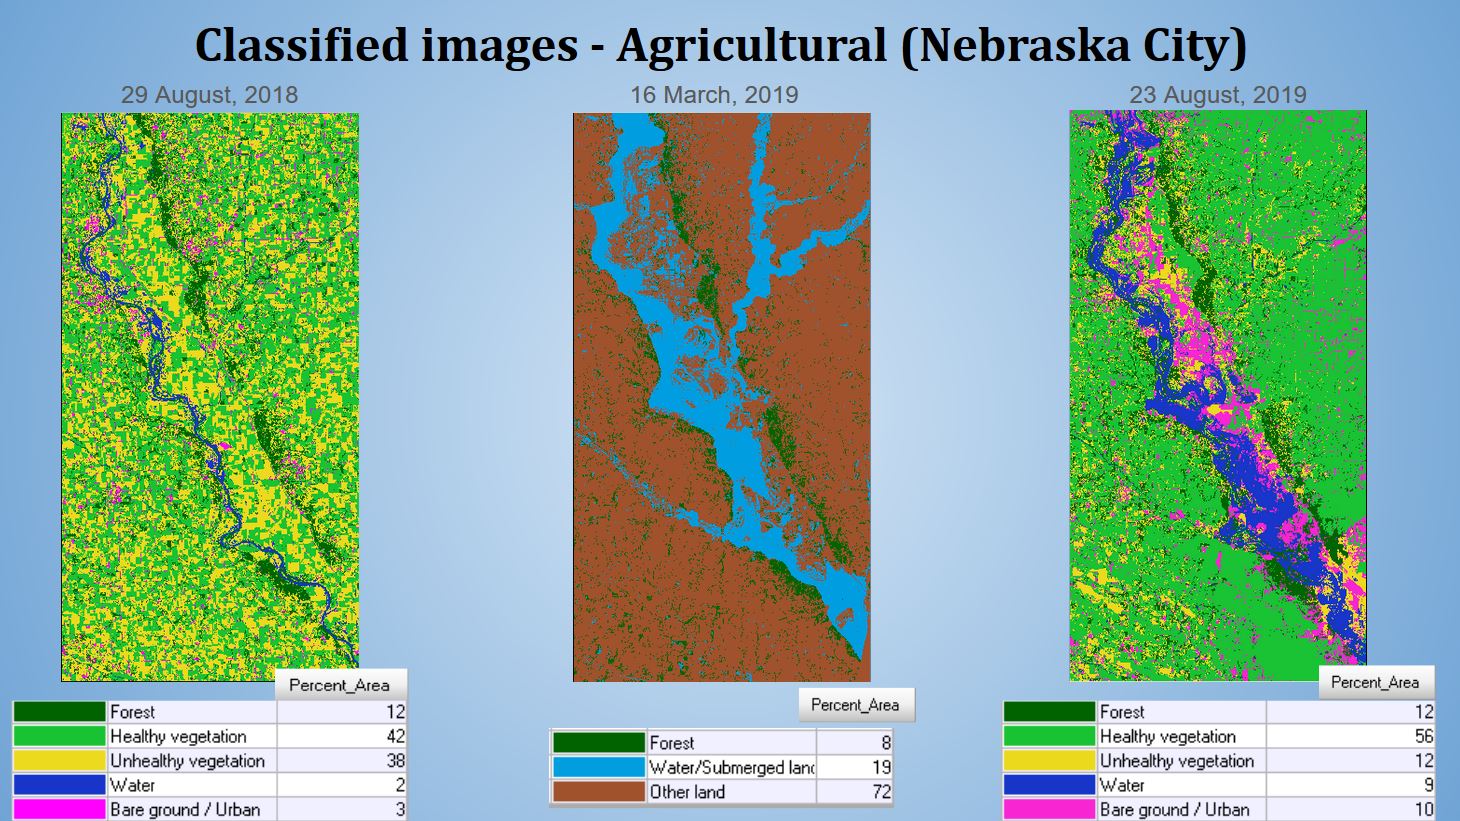 Classified images - Agricultural (Nebraska City)
29 August, 2018
16 March, 2019
23 August, 2019
Percent_Area
Forest 12
Healthy vegetation 42
Unhealthy vegetation 38
Water 2
Bare ground / Urban 3
Percent_Area
Forest 8
Water/Submerged land 19
Other land 72
Percent_Area
Forest 12
Healthy vegetation 56
Unhealthy vegetation 12
Water 9
Bare ground / Urban 10